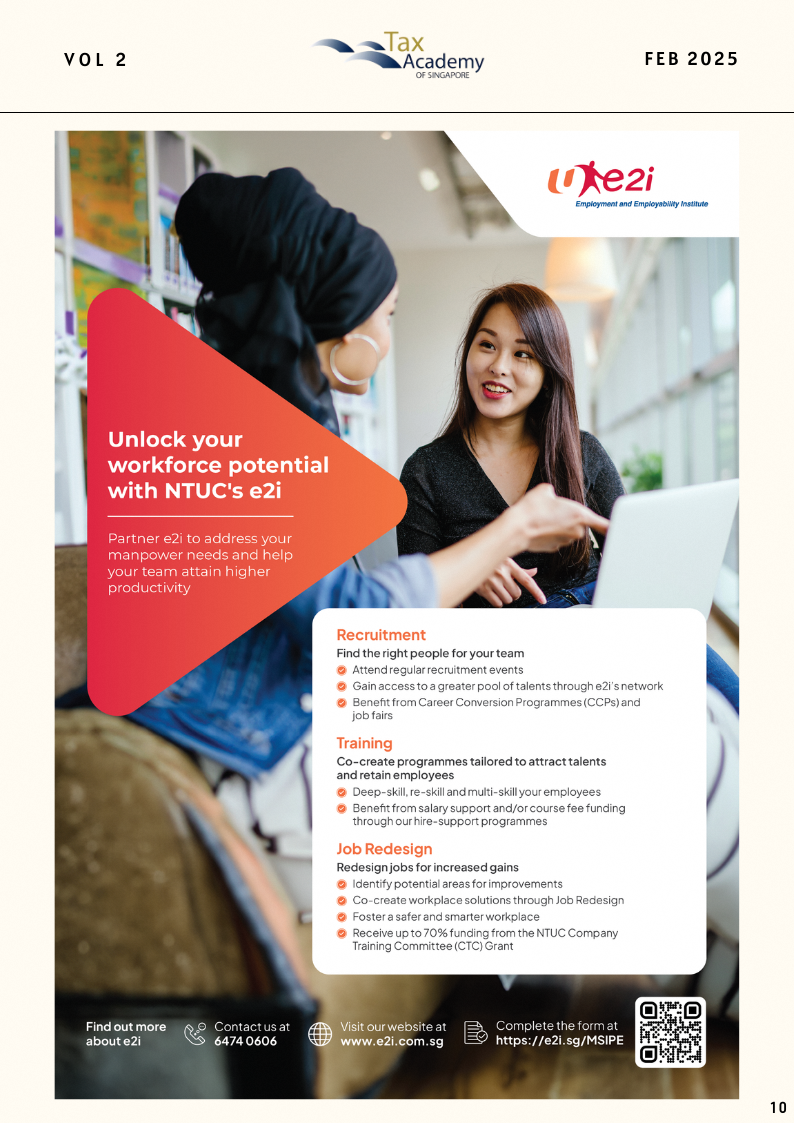 VOL 2
Tax
Academy
OF SINGAPORE
FEB 2025
U e2i
Employment and Employability Institute
Unlock your
workforce potential
with NTUC's e2i
Partner e2i to address your
manpower needs and help
your team attain higher
productivity
Recruitment
Find the right people for your team
Attend regular recruitment events
Gain access to a greater pool of talents through e2i's network
Benefit from Career Conversion Programmes (CCPs) and
job fairs
Training
Co-create programmes tailored to attract talents
and retain employees
Deep-skill, re-skill and multi-skill your employees
Benefit from salary support and/or course fee funding
through our hire-support programmes
Job Redesign
Redesign jobs for increased gains
Identify potential areas for improvements
Co-create workplace solutions through Job Redesign
Foster a safer and smarter workplace
Receive up to 70% funding from the NTUC Company
Training Committee (CTC) Grant
Find out more
about e2i
Contact us at
6474 0606
Visit our website at
www.e2i.com.sg
Complete the form at
https://e2i.sg/MSIPE
10